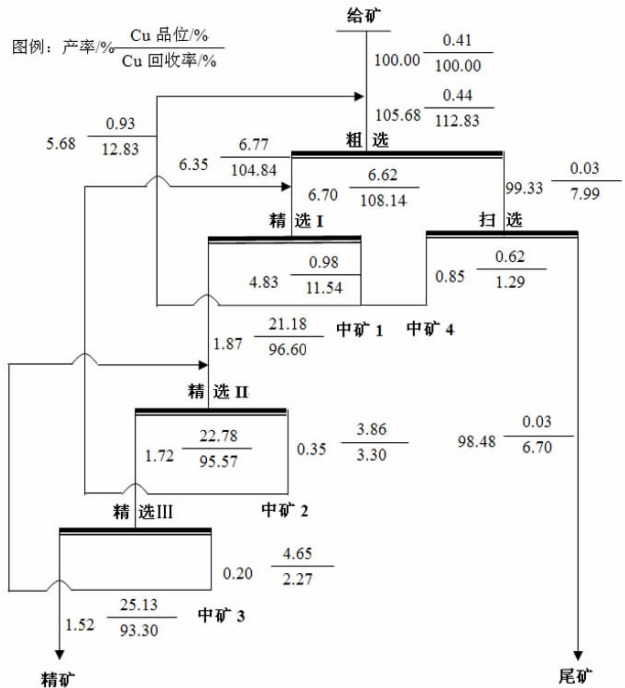 给矿
图例：产率/% Cu 品位/%
Cu 回收率/%
100.00 0.41
100.00
105.68 0.44
112.83
5.68 0.93
12.83
粗 选
6.35 6.77
104.84
6.70 6.62
108.14
99.33 0.03
7.99
精 选 I
扫 选
4.83 0.98
11.54
0.85 0.62
1.29
中矿 1 中矿 4
1.87 21.18
96.60
精 选 II
1.72 22.78
95.57
0.35 3.86
3.30
98.48 0.03
6.70
中矿 2
精 选III
0.20 4.65
2.27
1.52 25.13
93.30
中矿 3
精矿
尾矿